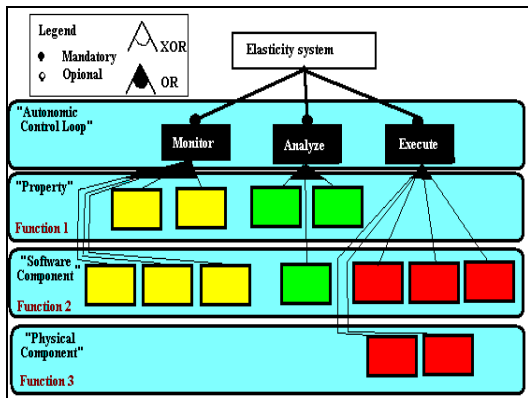 Legend
XOR
Mandatory
Opional
OR
Elasticity system
"Autonomic
Control Loop"
Monitor
Analyze
Execute
"Property"
Function 1
"Software
Component"
Function 2
"Physical
Component"
Function 3